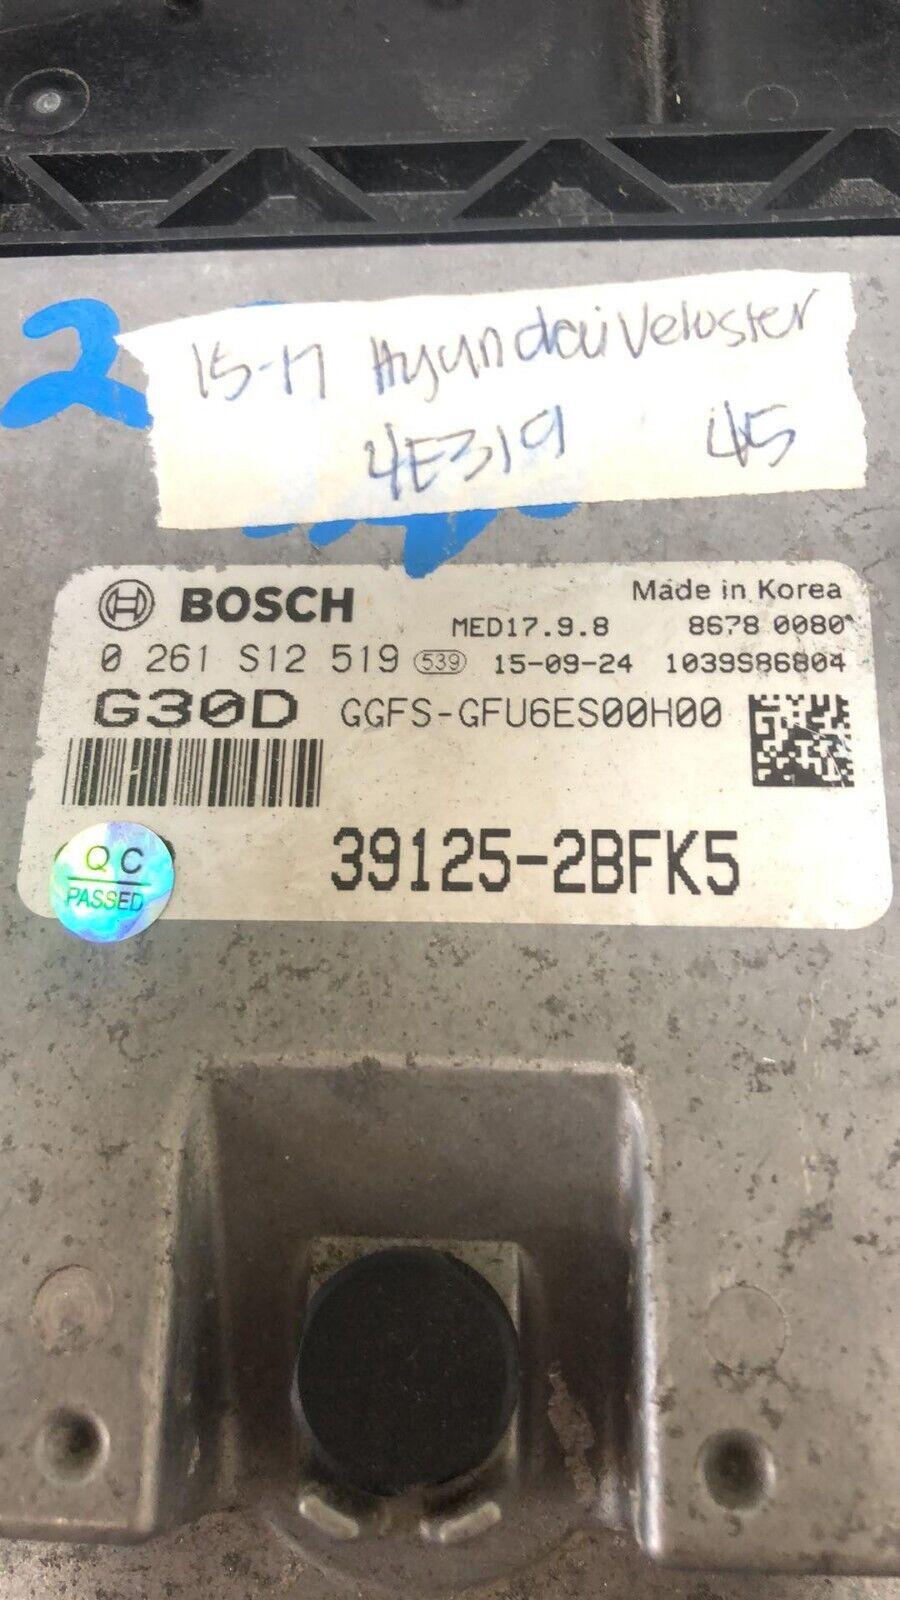 2
15-17 Hyundai Veloster
4E319 45
BOSCH Made in Korea
MED17.9.8 8678 0080*
0 261 S12 519 539 15-09-24 1039S86804
G30D GGFS-GFU6ES00H00
39125-2BFK5
QC
PASSED